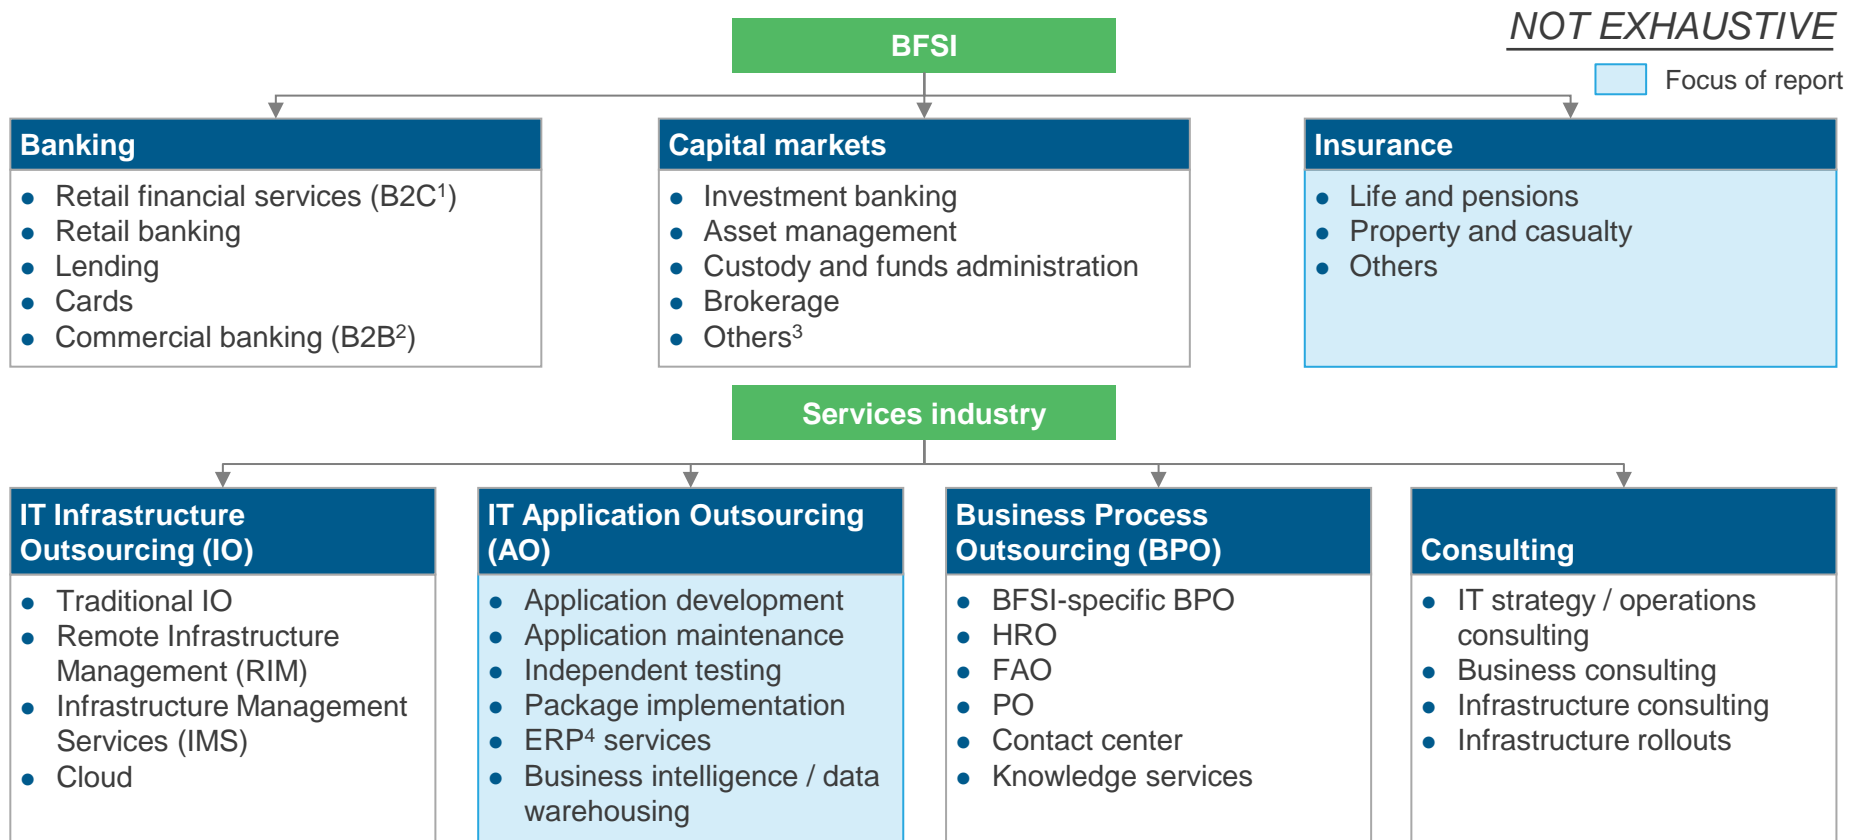 BFSI
NOT EXHAUSTIVE
Focus of report
Banking
Retail financial services (B2C¹)
Retail banking
Lending
Cards
Commercial banking (B2B²)
Capital markets
Investment banking
Asset management
Custody and funds administration
Brokerage
Others³
Insurance
Life and pensions
Property and casualty
Others
Services industry
IT Infrastructure
Outsourcing (IO)
Traditional IO
Remote Infrastructure
Management (RIM)
Infrastructure Management
Services (IMS)
Cloud
IT Application Outsourcing
(AO)
Application development
Application maintenance
Independent testing
Package implementation
ERP⁴ services
Business intelligence / data
warehousing
Business Process
Outsourcing (BPO)
BFSI-specific BPO
HRO
FAO
PO
Contact center
Knowledge services
Consulting
IT strategy / operations
consulting
Business consulting
Infrastructure consulting
Infrastructure rollouts